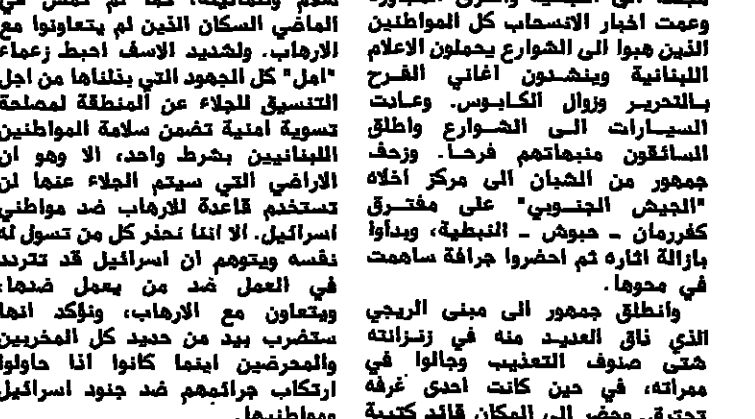 وعمت اخبار الانسحاب كل المواطنين
الذين هبوا الى الشوارع يحملون الاعلام
اللبنانية وينشدون اغاني الفرح
بالتحرير وزوال الكابوس. وعادت
السيارات الى الشوارع واطلق
السائقون منبهاتهم فرحا. وزحف
جمهور من الشبان الى مركز اخلاه
"الجيش الجنوبي" على مفترق
كفررمان - حبوش - النبطية، وبدأوا
بازالة اثاره ثم احضروا جرافة ساهمت
في محوها.
وانطلق جمهور الى مبنى الريجي
الذي ذاق العديد منه في زنزانته
شتى صنوف التعذيب وجالوا في
ممراته، في حين كانت احدى غرفه
تحترق. وحضر الى المكان قائد كتيبة
الماضي السكان الذين لم يتعاونوا مع
الارهاب. ولشديد الاسف احبط زعماء
"امل" كل الجهود التي بذلناها من اجل
التنسيق للجلاء عن المنطقة لمصلحة
تسوية امنية تضمن سلامة المواطنين
اللبنانيين بشرط واحد، الا وهو ان
الاراضي التي سيتم الجلاء عنها لن
تستخدم قاعدة للارهاب ضد مواطني
اسرائيل. الا اننا نحذر كل من تسول له
نفسه ويتوهم ان اسرائيل قد تتردد
في العمل ضد من يعمل ضدها،
ويتعاون مع الارهاب، ونؤكد انها
ستضرب بيد من حديد كل المخربين
والمحرضين اينما كانوا اذا حاولوا
ارتكاب جرائمهم ضد جنود اسرائيل
ومواطنيها.